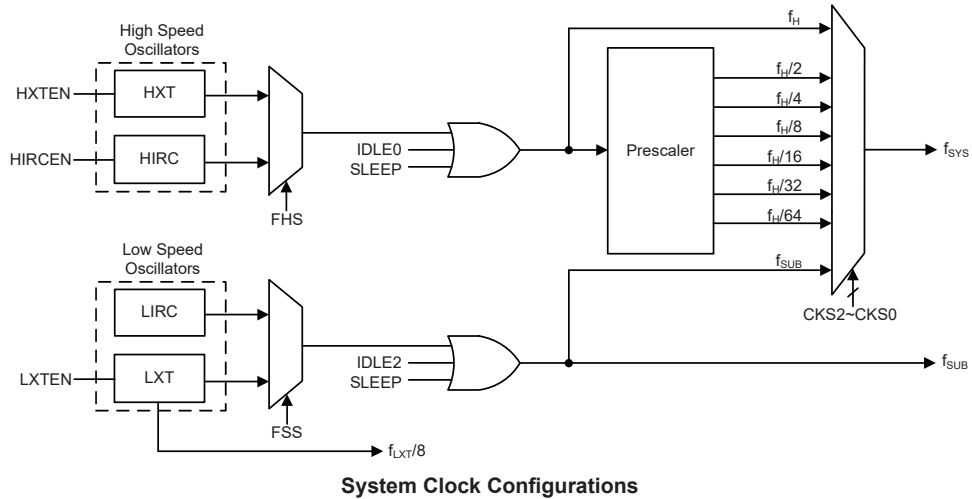 High Speed
Oscillators
HXTEN
HXT
HIRCEN
HIRC
FHS
IDLE0
SLEEP
Prescaler
f_H
f_H/2
f_H/4
f_H/8
f_H/16
f_H/32
f_H/64
f_SUB
CKS2~CKS0
f_SYS
Low Speed
Oscillators
LIRC
LXTEN
LXT
FSS
IDLE2
SLEEP
f_SUB
f_LXT/8
System Clock Configurations